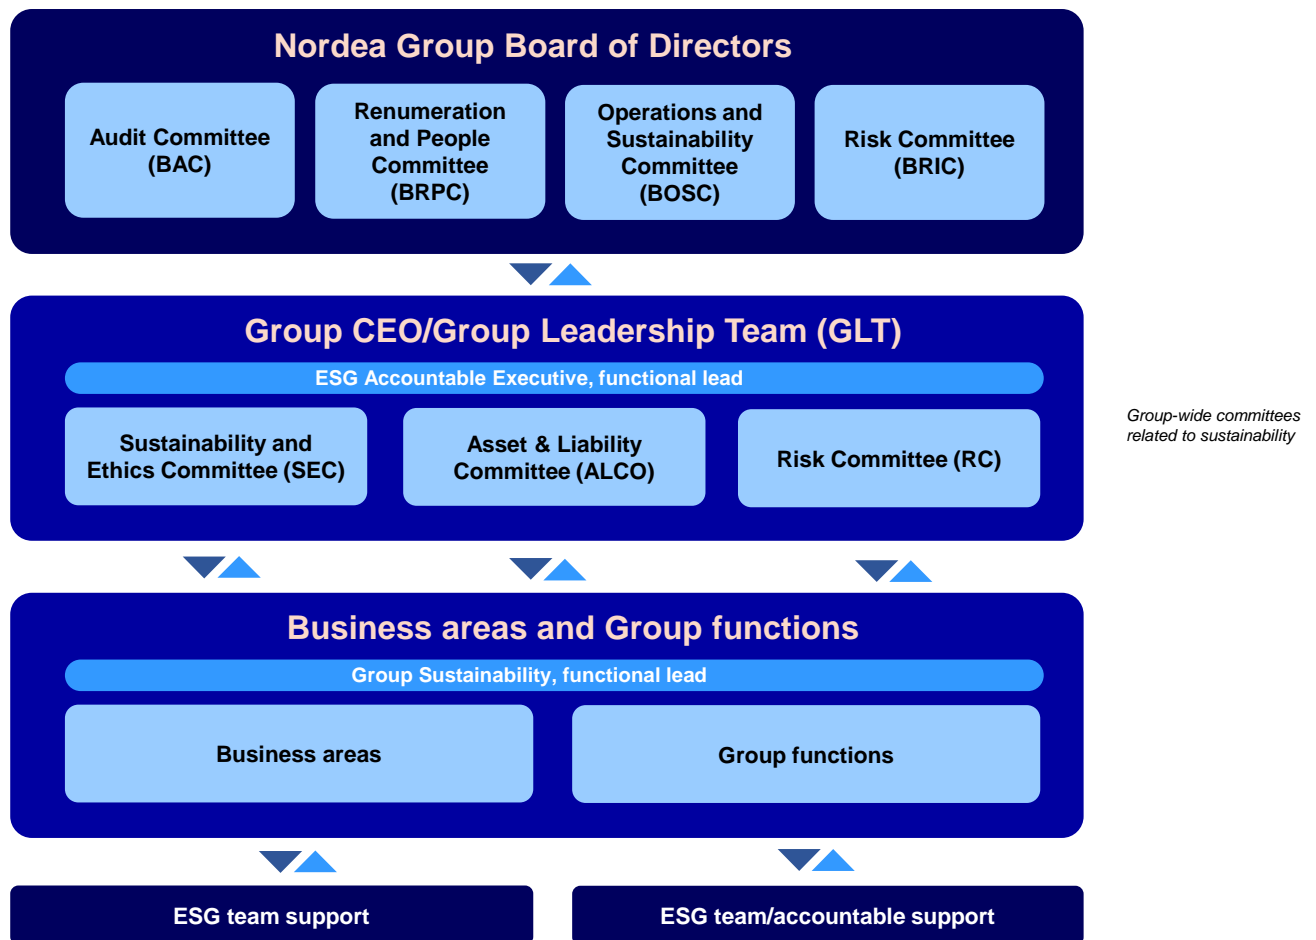 Nordea Group Board of Directors
Audit Committee
(BAC)
Renumeration
and People
Committee
(BRPC)
Operations and
Sustainability
Committee
(BOSC)
Risk Committee
(BRIC)
Group CEO/Group Leadership Team (GLT)
ESG Accountable Executive, functional lead
Sustainability and
Ethics Committee (SEC)
Asset & Liability
Committee (ALCO)
Risk Committee (RC)
Group-wide committees
related to sustainability
Business areas and Group functions
Group Sustainability, functional lead
Business areas
Group functions
ESG team support
ESG team/accountable support